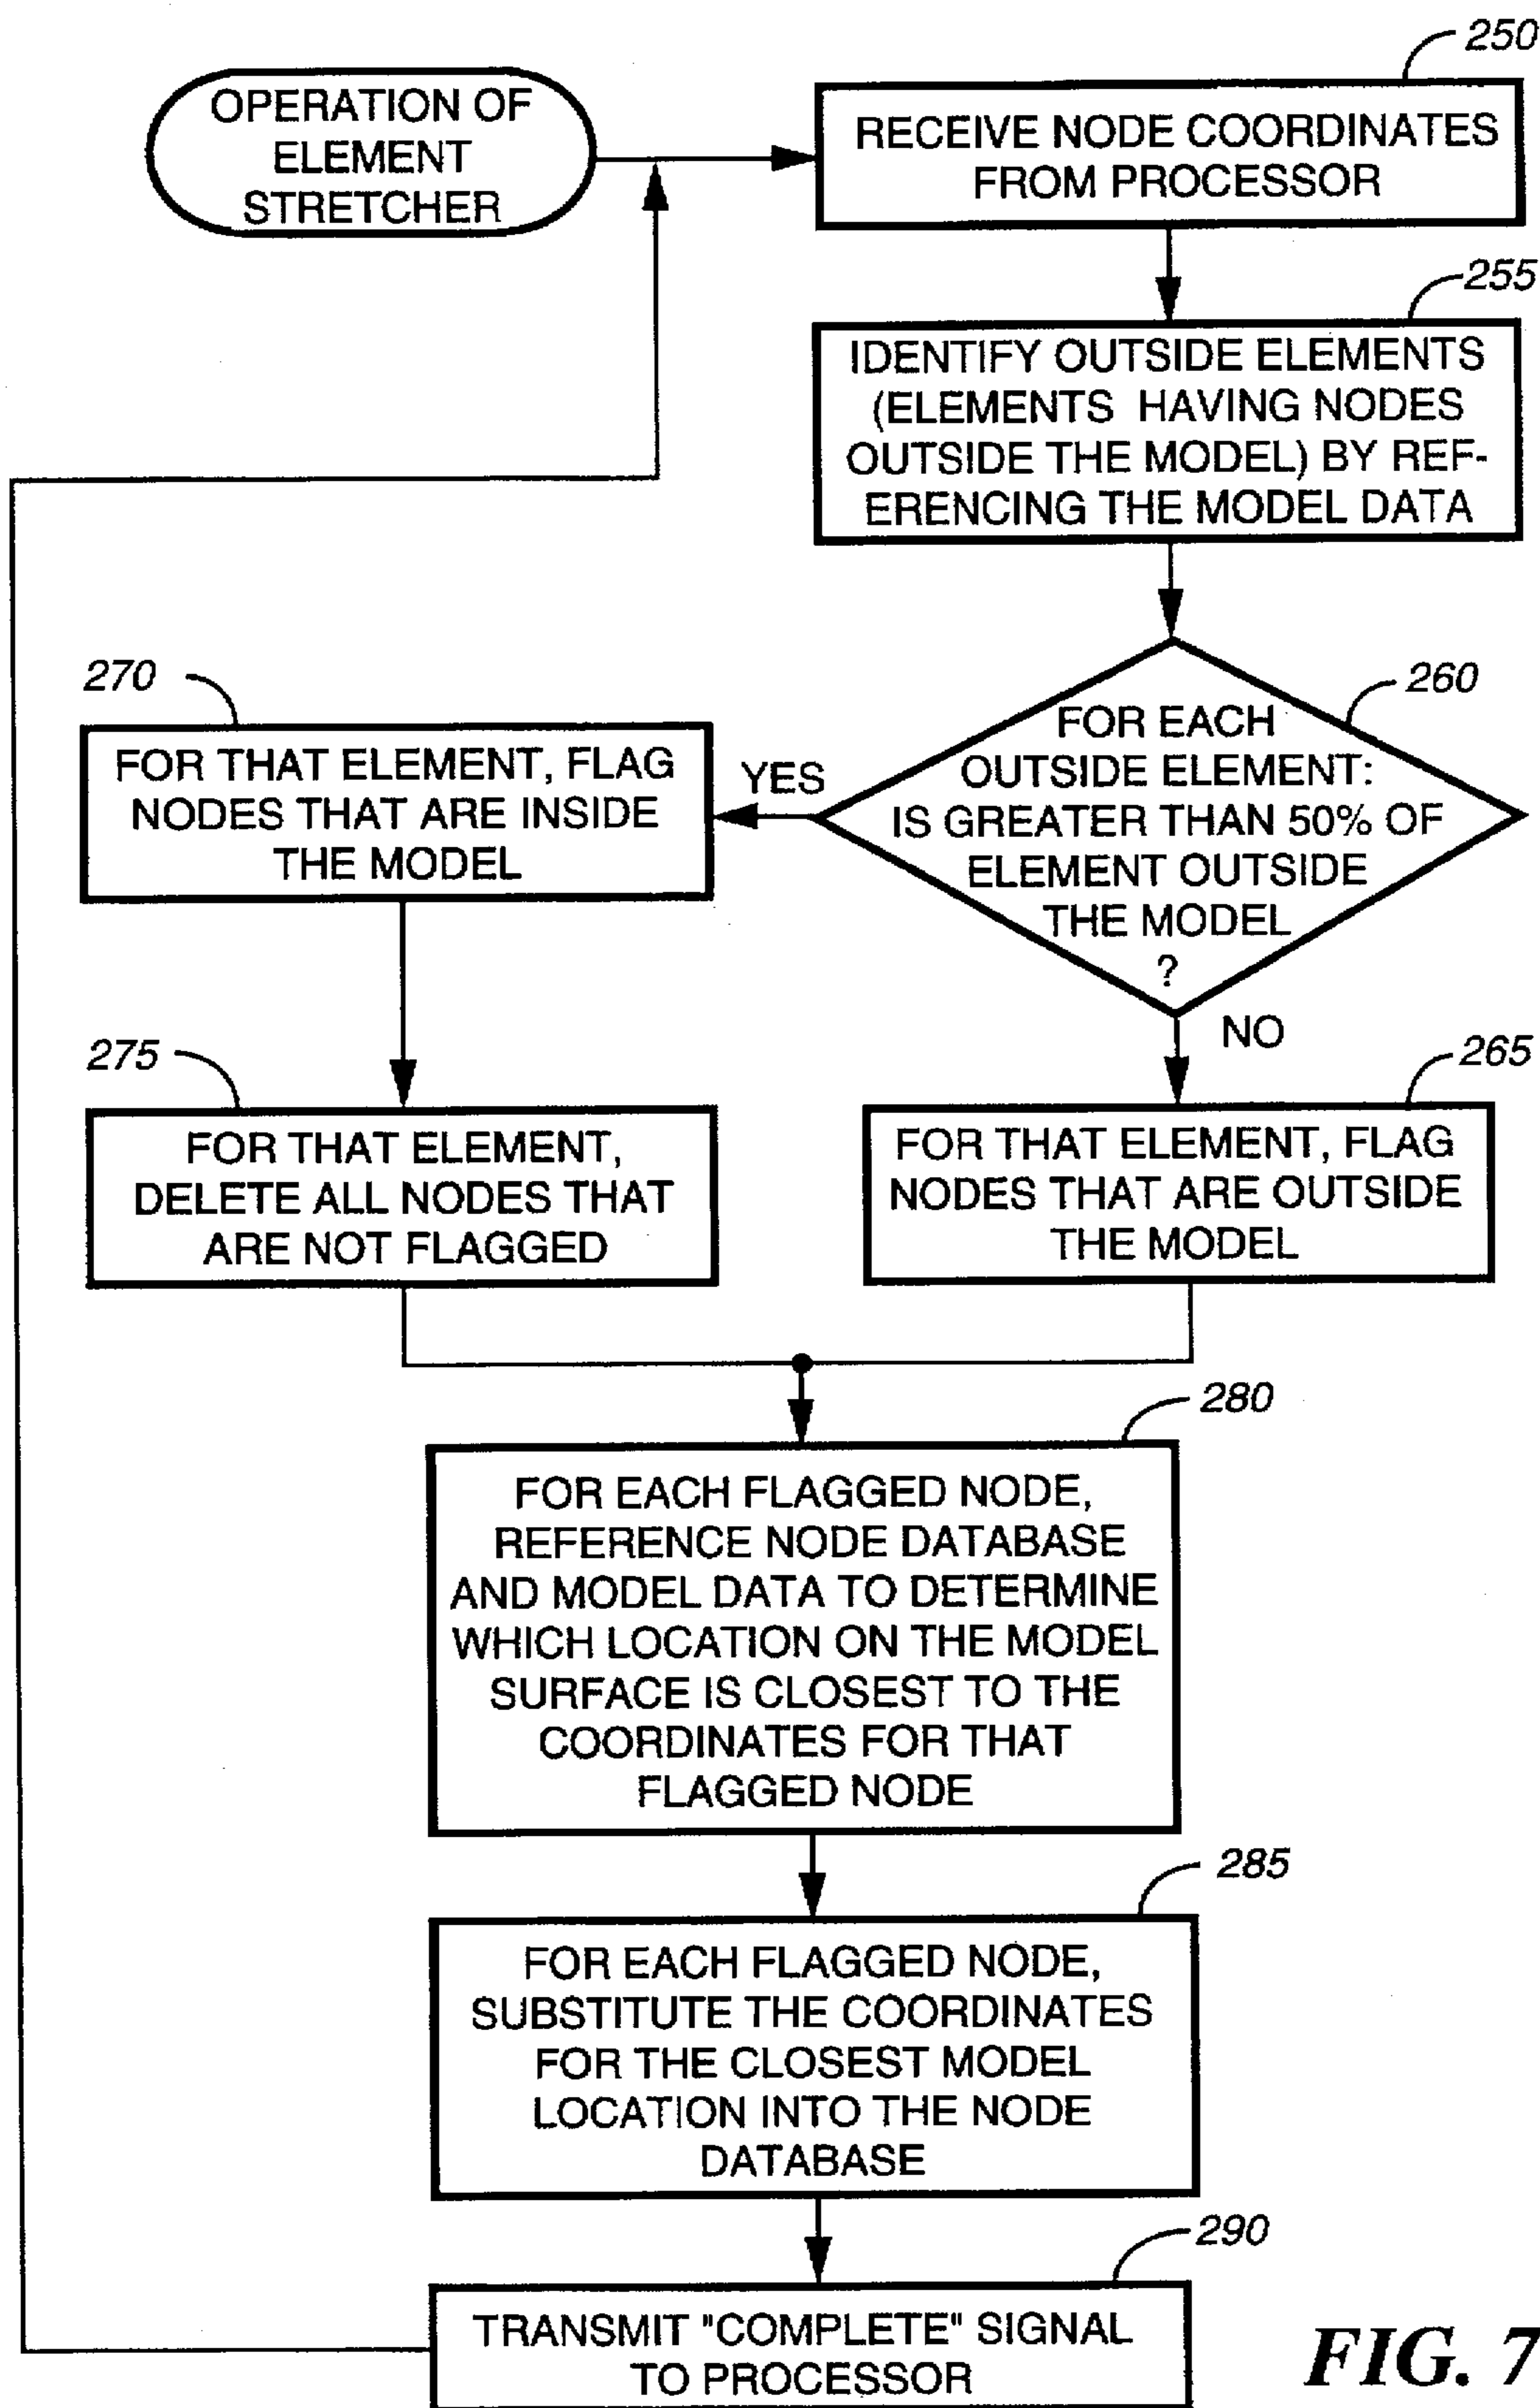 250
OPERATION OF
ELEMENT
STRETCHER
RECEIVE NODE COORDINATES
FROM PROCESSOR
255
IDENTIFY OUTSIDE ELEMENTS
(ELEMENTS HAVING NODES
OUTSIDE THE MODEL) BY REF-
ERENCING THE MODEL DATA
260
FOR EACH
OUTSIDE ELEMENT:
IS GREATER THAN 50% OF
ELEMENT OUTSIDE
THE MODEL
?
YES
NO
270
FOR THAT ELEMENT, FLAG
NODES THAT ARE INSIDE
THE MODEL
275
FOR THAT ELEMENT,
DELETE ALL NODES THAT
ARE NOT FLAGGED
265
FOR THAT ELEMENT, FLAG
NODES THAT ARE OUTSIDE
THE MODEL
280
FOR EACH FLAGGED NODE,
REFERENCE NODE DATABASE
AND MODEL DATA TO DETERMINE
WHICH LOCATION ON THE MODEL
SURFACE IS CLOSEST TO THE
COORDINATES FOR THAT
FLAGGED NODE
285
FOR EACH FLAGGED NODE,
SUBSTITUTE THE COORDINATES
FOR THE CLOSEST MODEL
LOCATION INTO THE NODE
DATABASE
290
TRANSMIT "COMPLETE" SIGNAL
TO PROCESSOR
FIG. 7